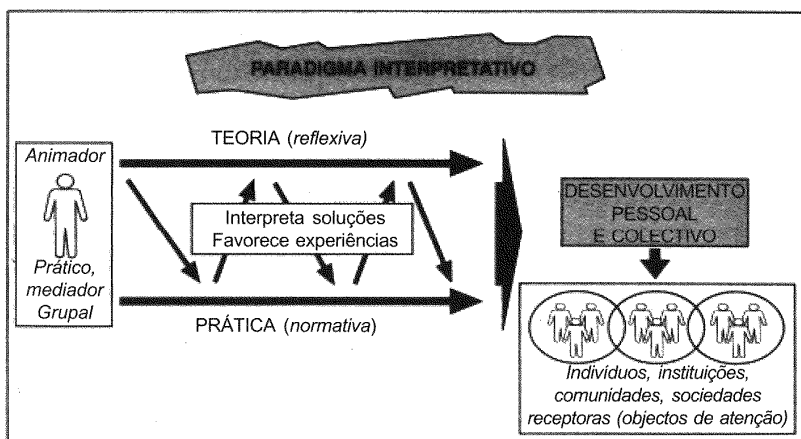 PARADIGMA INTERPRETATIVO
TEORIA (reflexiva)
Animador
Interpreta soluções
Favorece experiências
Prático,
mediador
Grupal
PRÁTICA (normativa)
DESENVOLVIMENTO
PESSOAL
E COLECTIVO
Indivíduos, instituições,
comunidades, sociedades
receptoras (objectos de atenção)